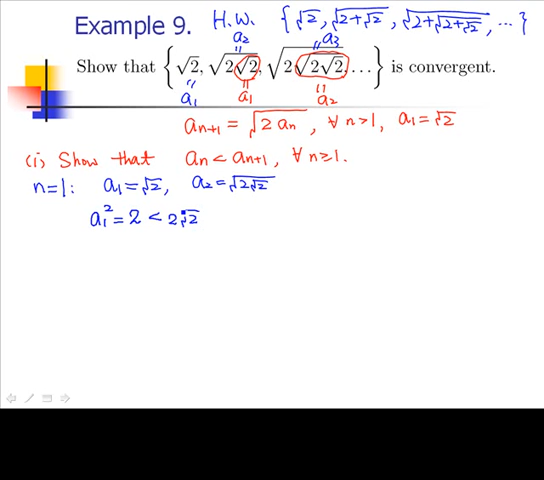 Example 9. H.W. {√2, √(2+√2), √(2+√(2+√2)), ...}
a₂ a₃
= =
Show that {√2, √(2√2), √(2√(2√2)), ...} is convergent.
= = =
a₁ a₁ a₂
aₙ₊₁ = √(2aₙ), ∀ n>1, a₁ = √2
(i) Show that aₙ < aₙ₊₁, ∀ n≥1.
n=1: a₁ = √2, a₂ = √(2√2)
a₁² = 2 < 2√2